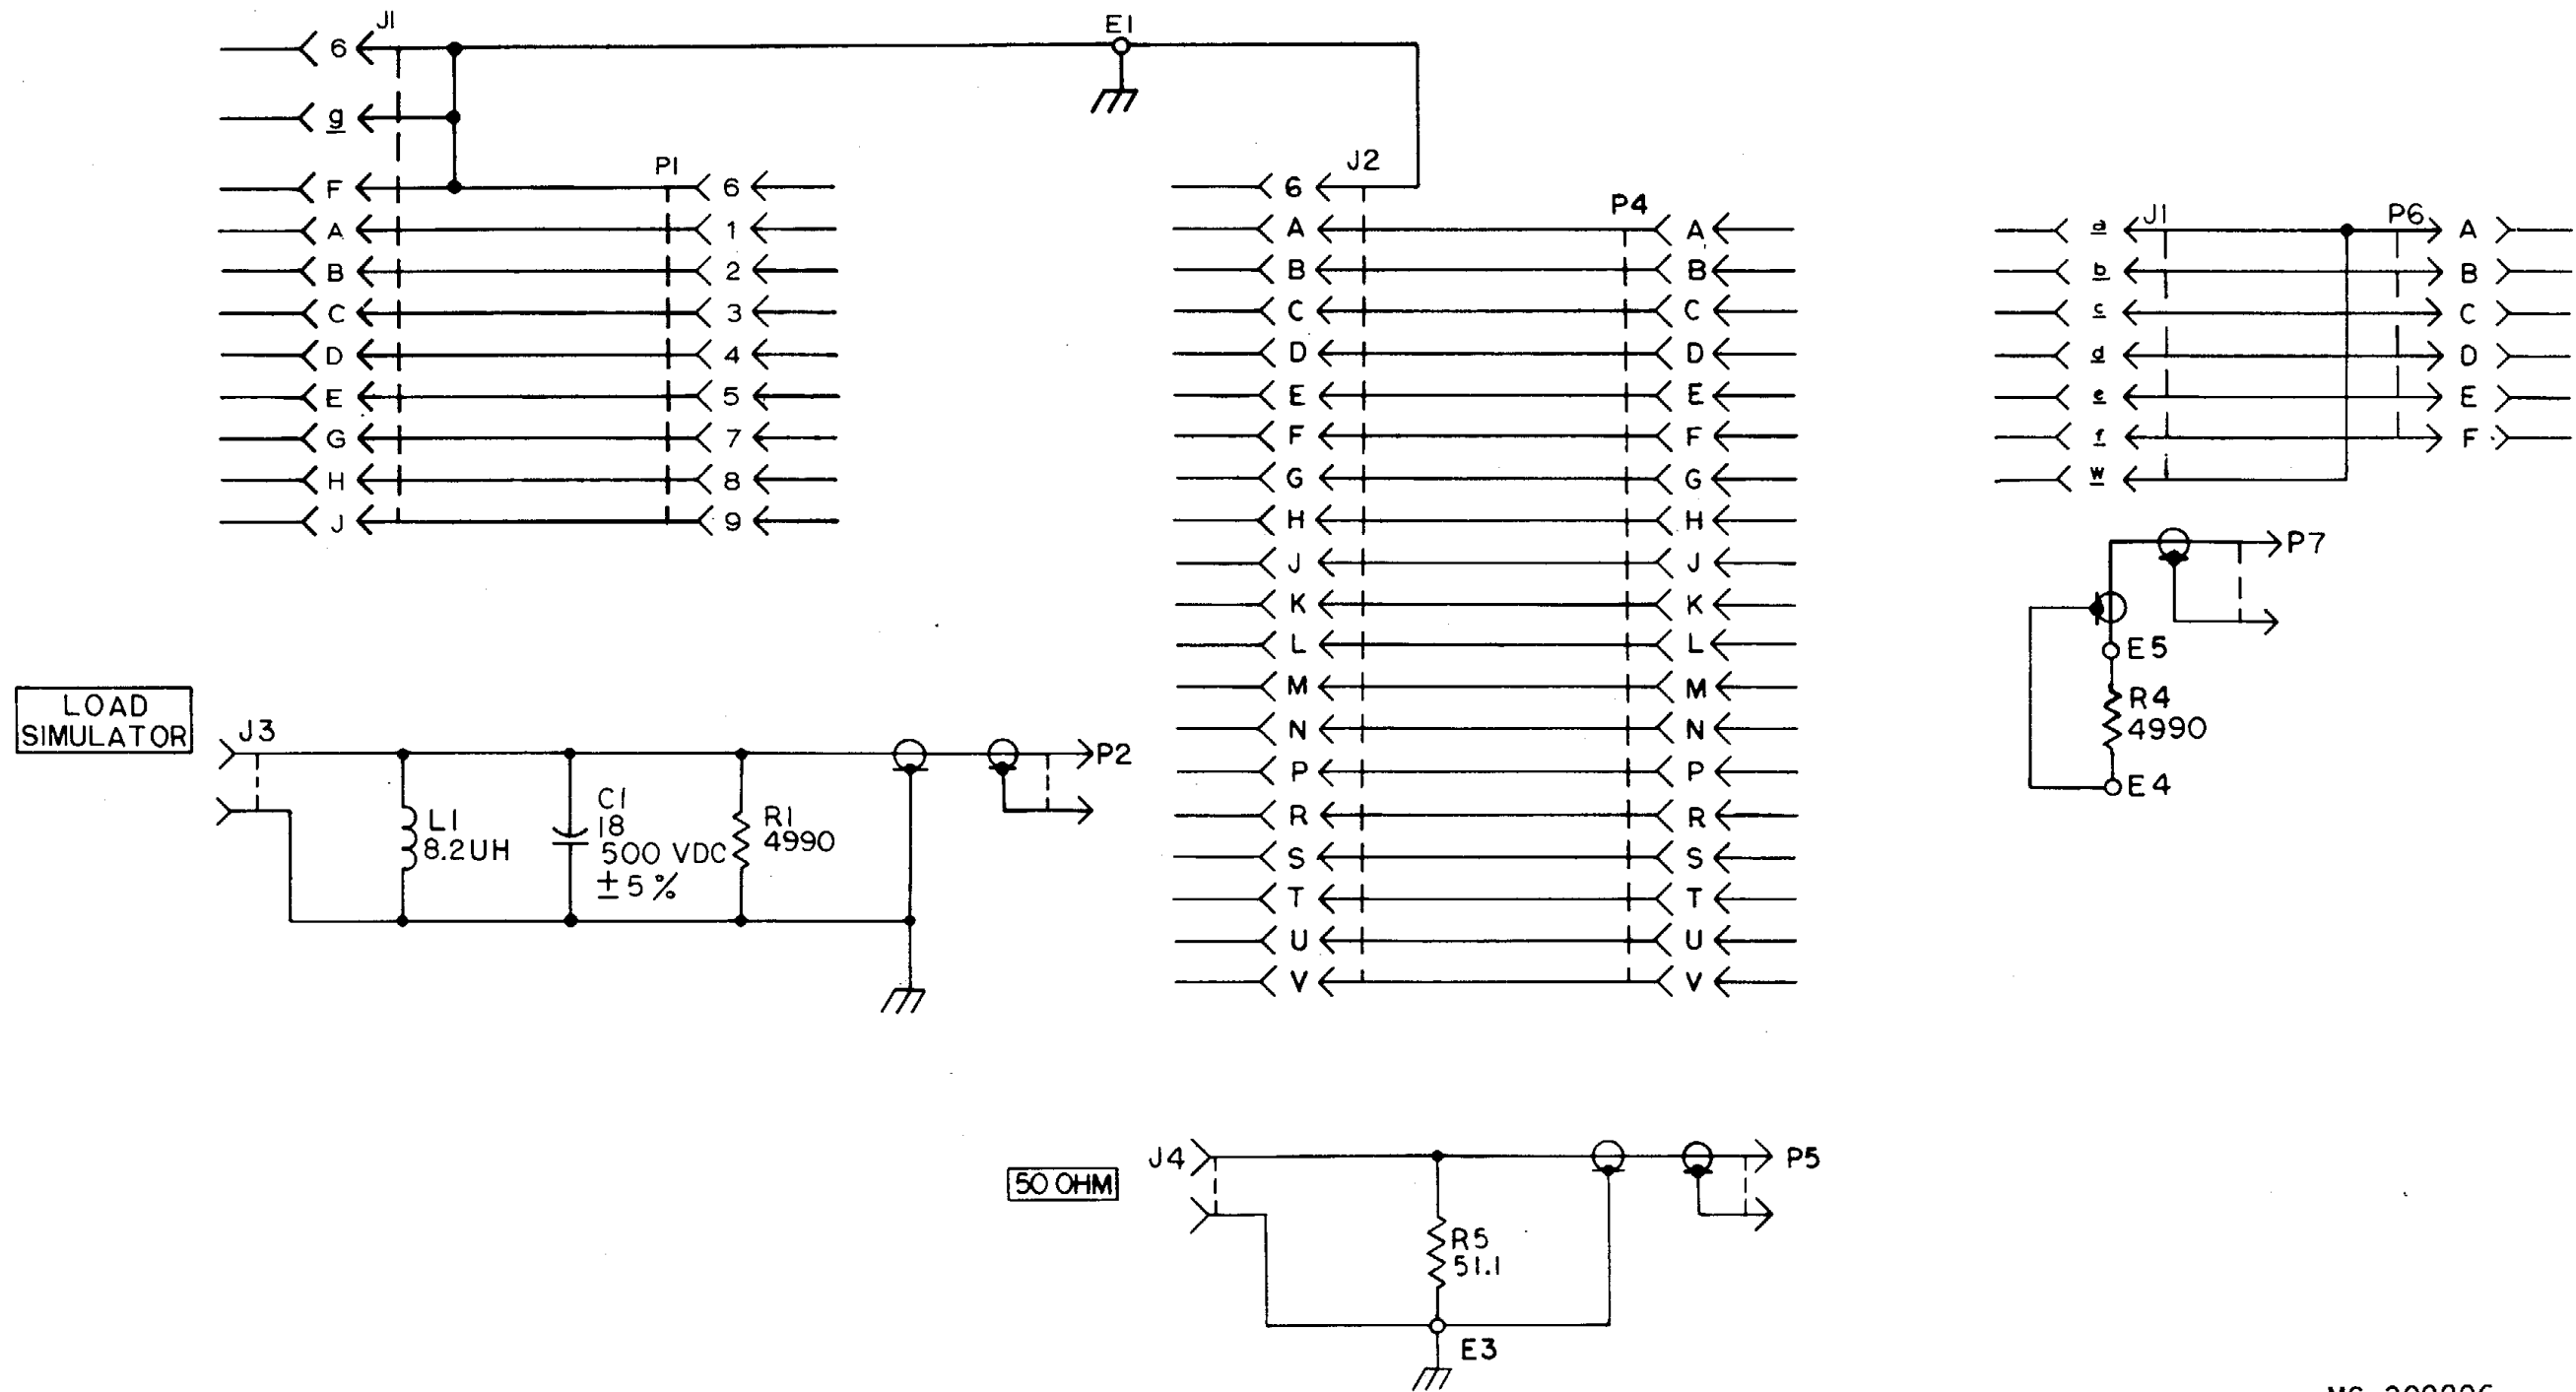 J1
6
g
F
A
B
C
D
E
G
H
J
P1
6
1
2
3
4
5
7
8
9
E1
J2
6
A
B
C
D
E
F
G
H
J
K
L
M
N
P
R
S
T
U
V
P4
A
B
C
D
E
F
G
H
J
K
L
M
N
P
R
S
T
U
V
J1
a
b
c
d
e
f
w
P6
A
B
C
D
E
F
P7
E5
R4
4990
E4
LOAD
SIMULATOR
J3
L1
8.2UH
C1
18
500 VDC
±5%
R1
4990
P2
50 OHM
J4
R5
51.1
E3
P5